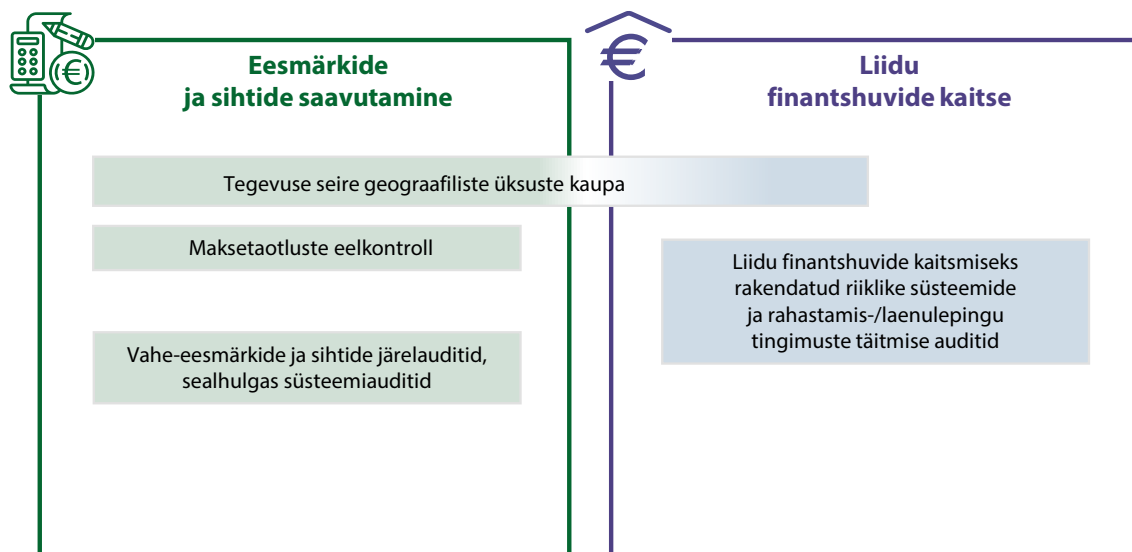 Eesmärkide
ja sihtide saavutamine
Liidu
finantshuvide kaitse
Tegevuse seire geograafiliste üksuste kaupa
Maksetaotluste eelkontroll
Vahe-eesmärkide ja sihtide järelauditid,
sealhulgas süsteemiauditid
Liidu finantshuvide kaitsmiseks
rakendatud riiklike süsteemide
ja rahastamis-/laenulepingu
tingimuste täitmise auditid